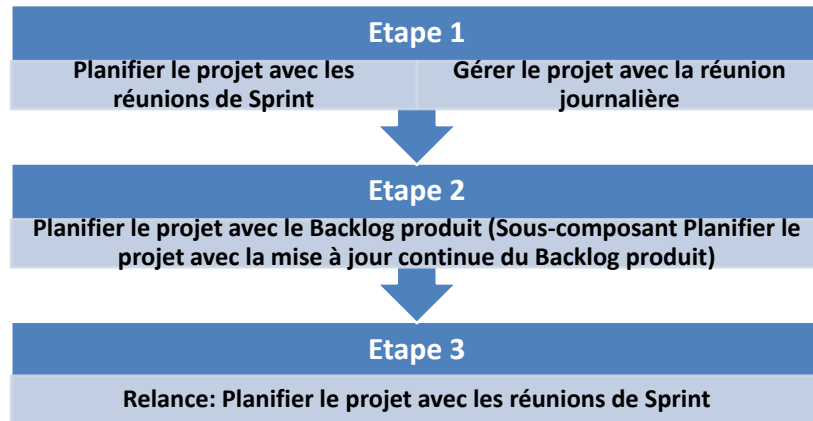 Etape 1
Planifier le projet avec les
réunions de Sprint
Gérer le projet avec la réunion
journalière
Etape 2
Planifier le projet avec le Backlog produit (Sous-composant Planifier le
projet avec la mise à jour continue du Backlog produit)
Etape 3
Relance: Planifier le projet avec les réunions de Sprint